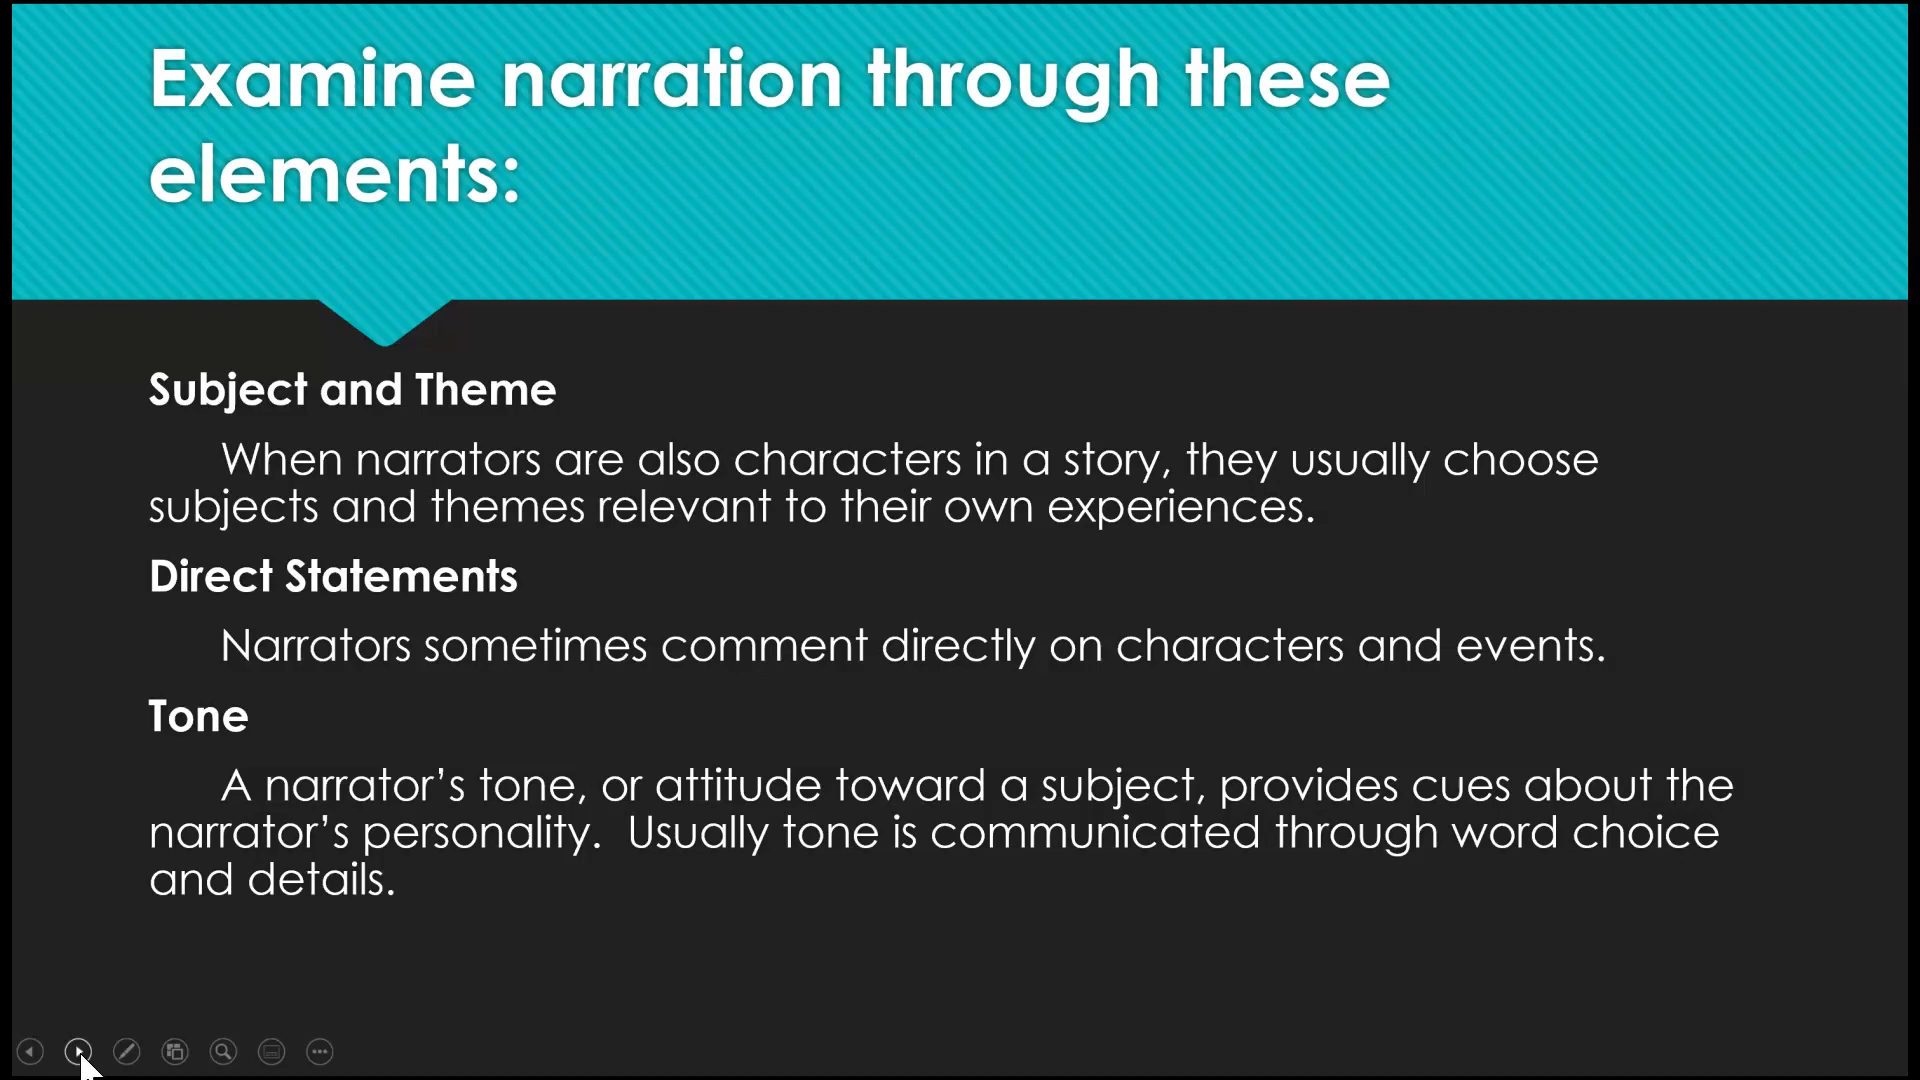 Examine narration through these
elements:
Subject and Theme
When narrators are also characters in a story, they usually choose
subjects and themes relevant to their own experiences.
Direct Statements
Narrators sometimes comment directly on characters and events.
Tone
A narrator’s tone, or attitude toward a subject, provides cues about the
narrator’s personality.  Usually tone is communicated through word choice
and details.